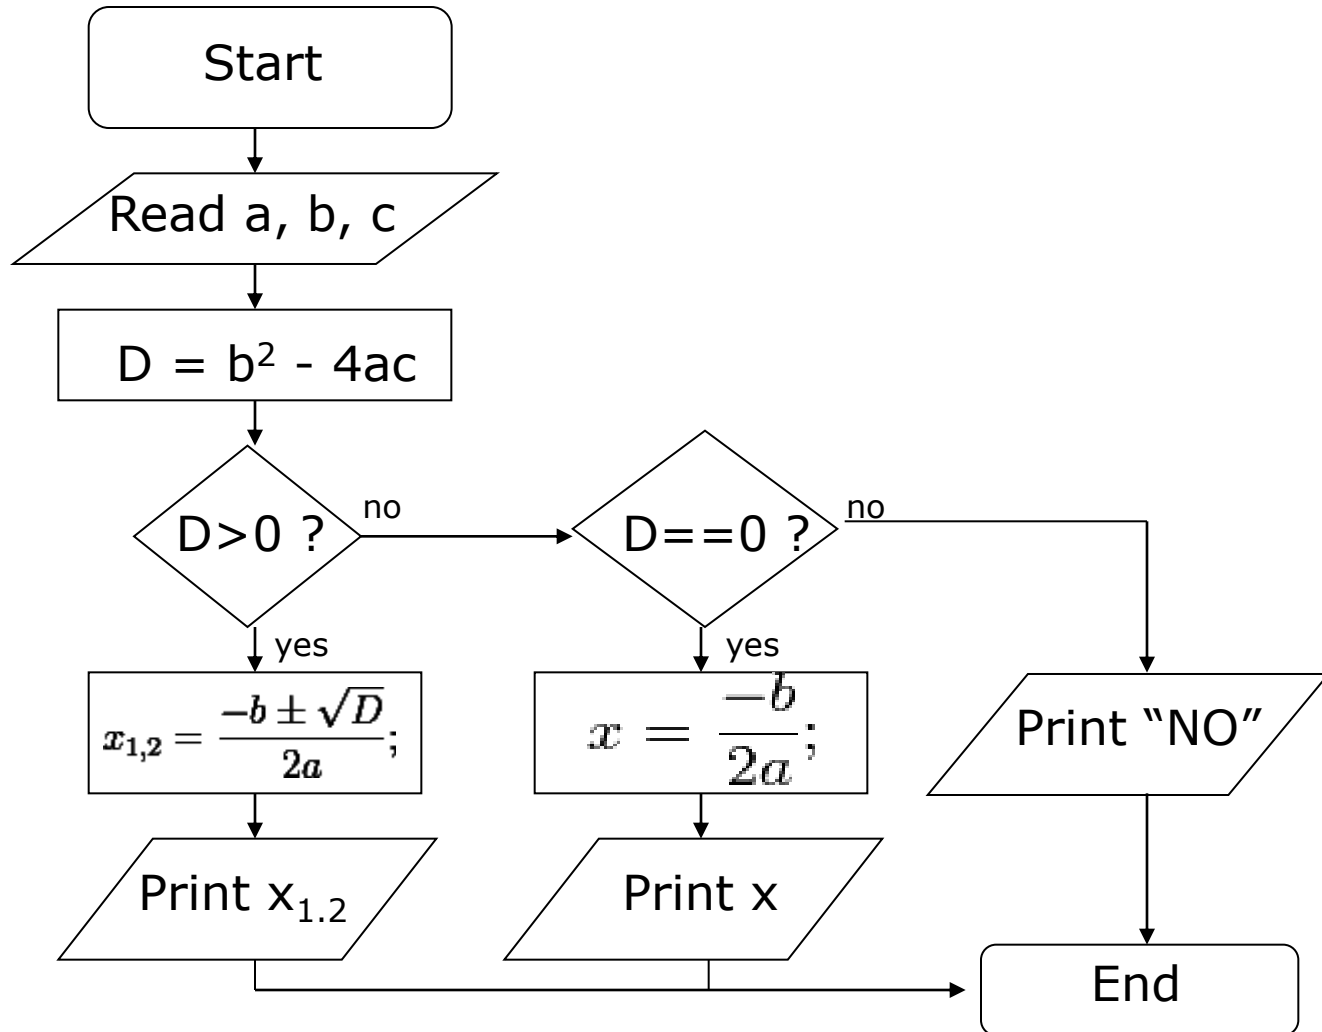 Start
Read a, b, c
D = b² - 4ac
D>0 ?
no
D==0 ?
no
yes
yes
x₁,₂ = (-b ± √D)/2a;
x = -b/2a;
Print “NO”
Print x₁.₂
Print x
End